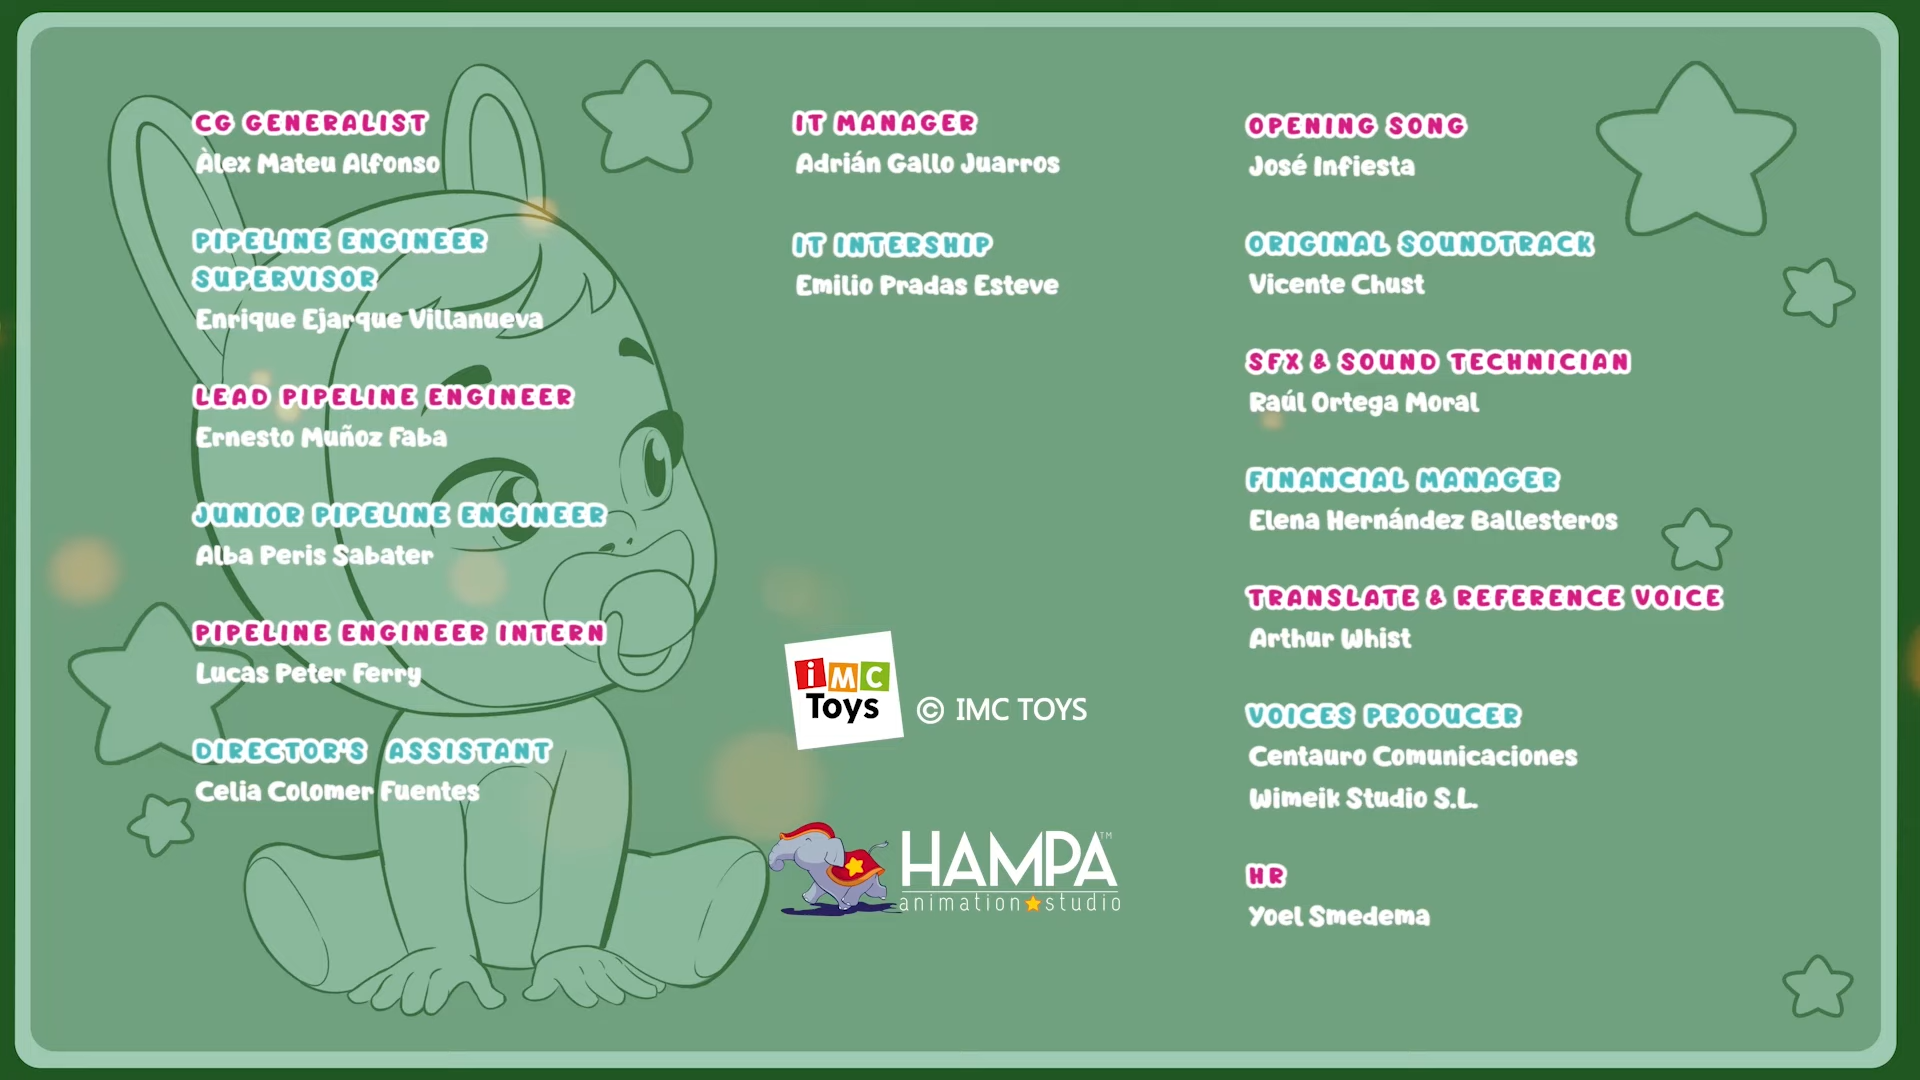 CG GENERALIST
Àlex Mateu Alfonso
PIPELINE ENGINEER
SUPERVISOR
Enrique Ejarque Villanueva
LEAD PIPELINE ENGINEER
Ernesto Muñoz Faba
JUNIOR PIPELINE ENGINEER
Alba Peris Sabater
PIPELINE ENGINEER INTERN
Lucas Peter Ferry
DIRECTOR'S ASSISTANT
Celia Colomer Fuentes
IT MANAGER
Adrián Gallo Juarros
IT INTERSHIP
Emilio Pradas Esteve
iMC
Toys
© IMC TOYS
HAMPA™
animation studio
OPENING SONG
José Infiesta
ORIGINAL SOUNDTRACK
Vicente Chust
SFX & SOUND TECHNICIAN
Raúl Ortega Moral
FINANCIAL MANAGER
Elena Hernández Ballesteros
TRANSLATE & REFERENCE VOICE
Arthur Whist
VOICES PRODUCER
Centauro Comunicaciones
Wimeik Studio S.L.
HR
Yoel Smedema